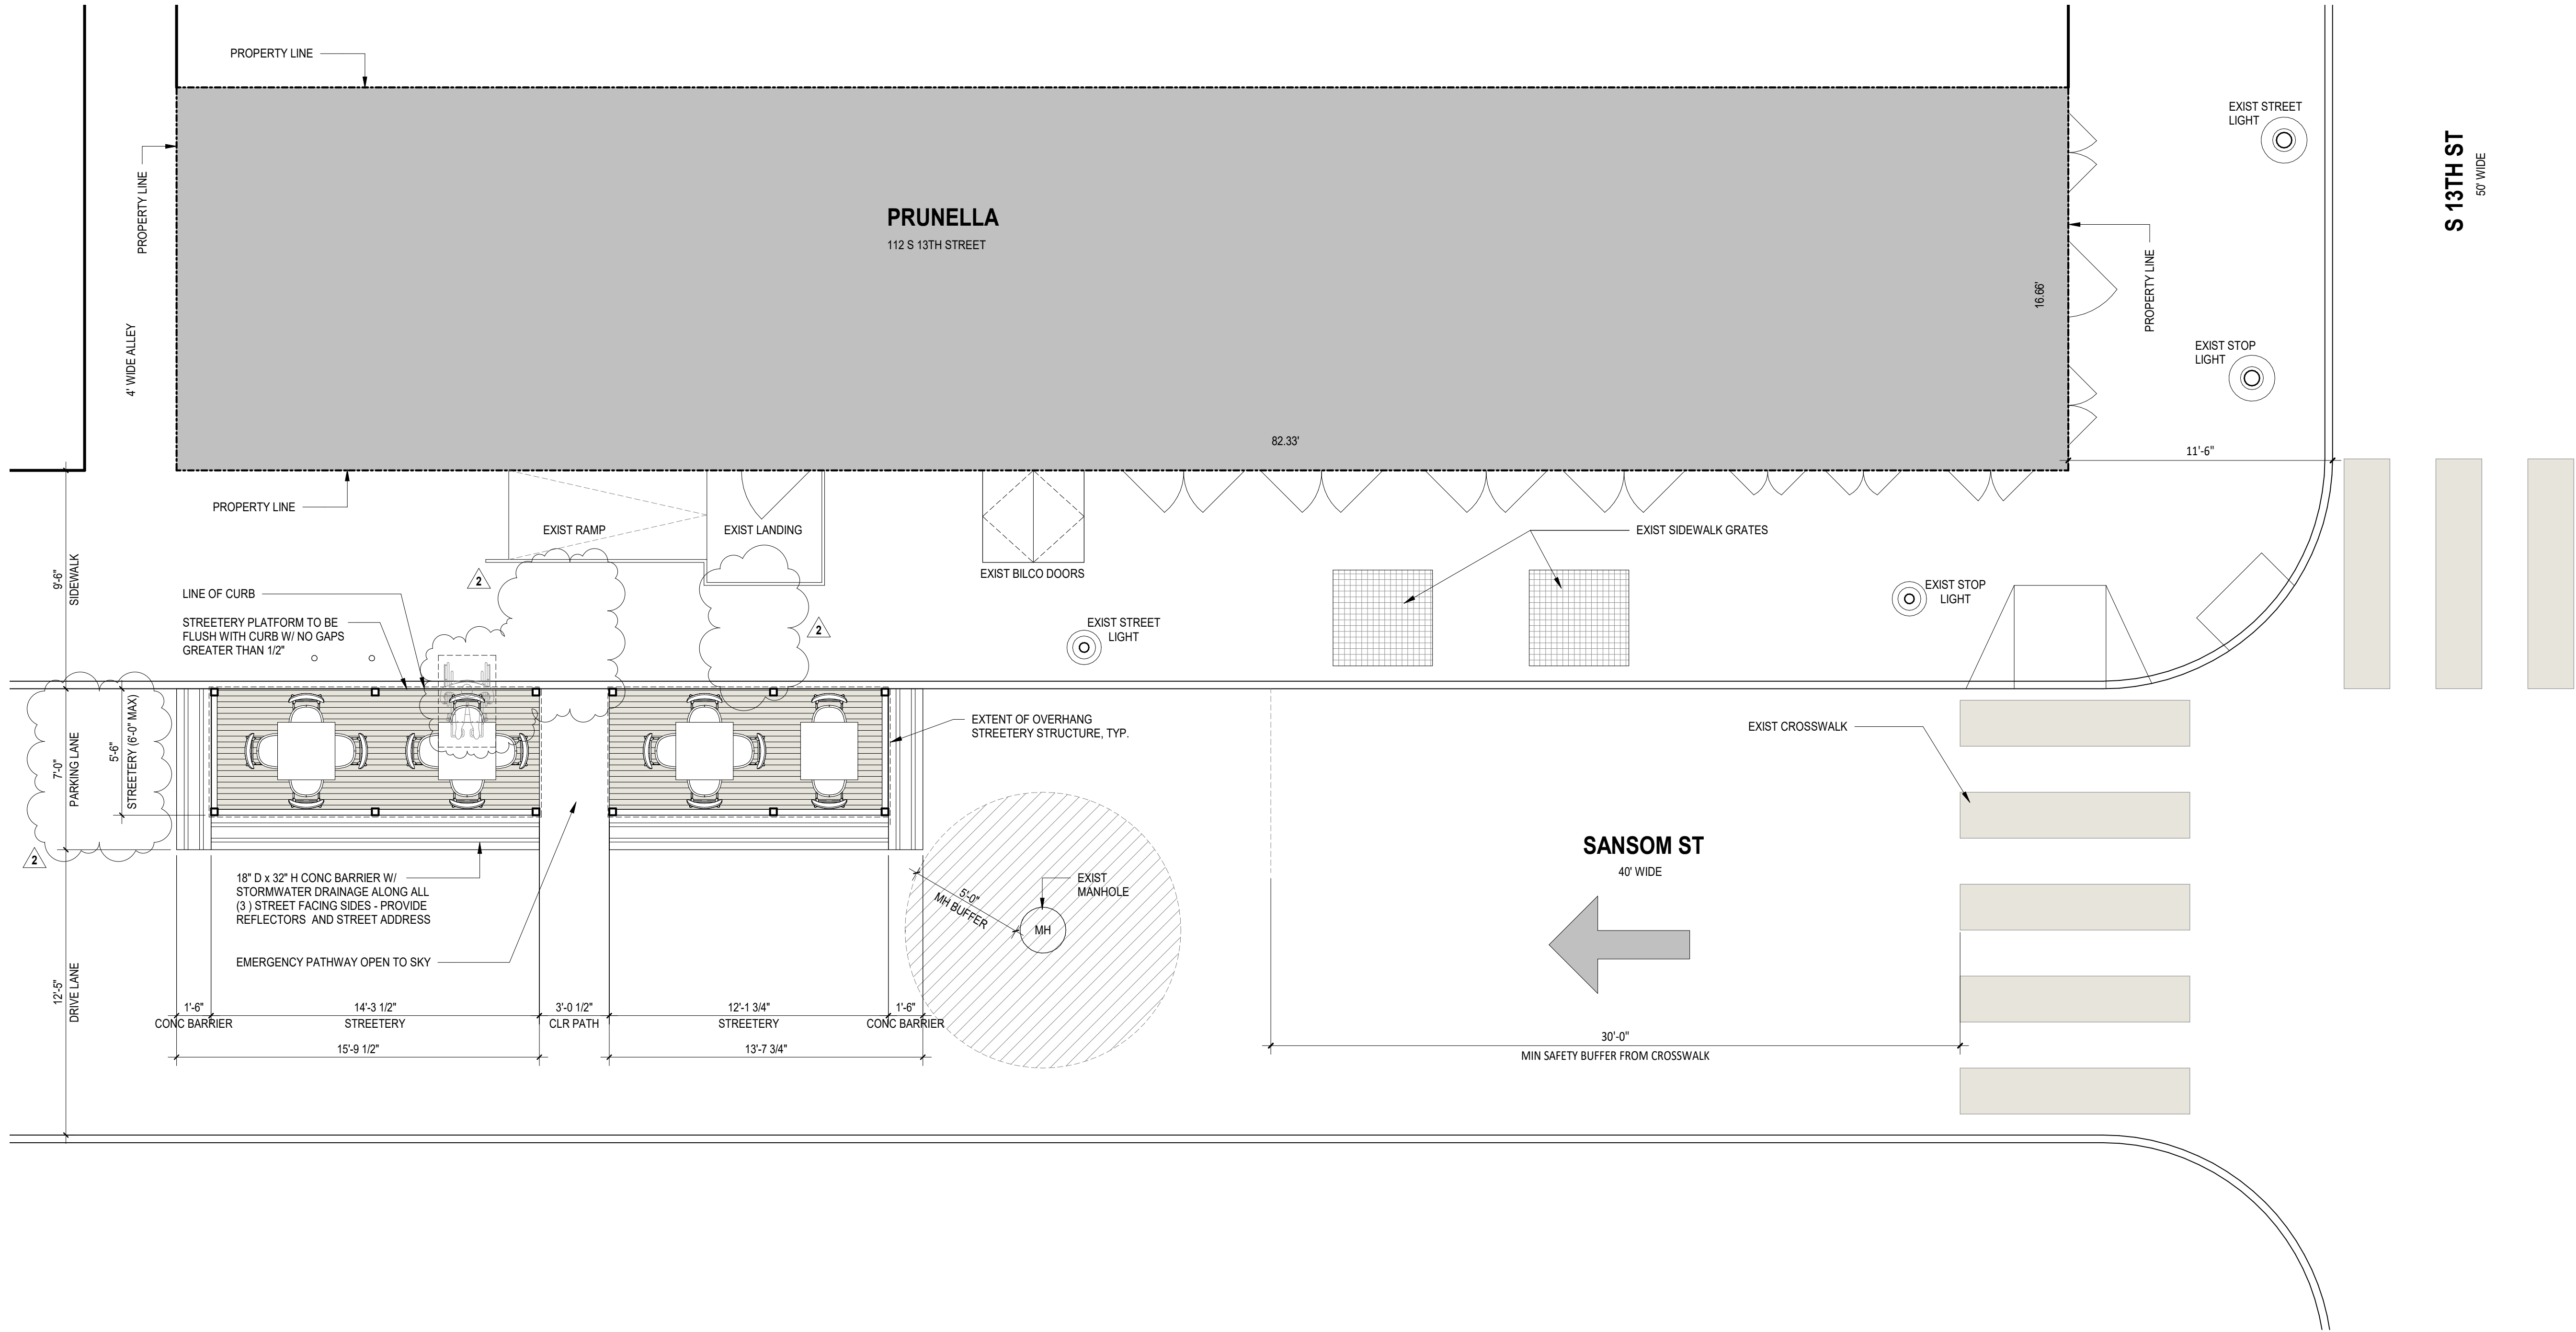 PROPERTY LINE
EXIST STREET
LIGHT
S 13TH ST
50' WIDE
PROPERTY LINE
PRUNELLA
112 S 13TH STREET
PROPERTY LINE
16.66'
4' WIDE ALLEY
EXIST STOP
LIGHT
82.33'
11'-6"
PROPERTY LINE
EXIST RAMP
EXIST LANDING
EXIST SIDEWALK GRATES
EXIST BILCO DOORS
9'-6"
SIDEWALK
2
LINE OF CURB
EXIST STOP
LIGHT
STREETERY PLATFORM TO BE
FLUSH WITH CURB W/ NO GAPS
GREATER THAN 1/2"
2
EXIST STREET
LIGHT
7'-0"
PARKING LANE
5'-6"
STREETERY (6'-0" MAX)
EXTENT OF OVERHANG
STREETERY STRUCTURE, TYP.
EXIST CROSSWALK
2
SANSOM ST
40' WIDE
18" D x 32" H CONC BARRIER W/
STORMWATER DRAINAGE ALONG ALL
(3 ) STREET FACING SIDES - PROVIDE
REFLECTORS AND STREET ADDRESS
EXIST
MANHOLE
5'-0"
MH BUFFER
MH
EMERGENCY PATHWAY OPEN TO SKY
12'-5"
DRIVE LANE
1'-6"
CONC BARRIER
14'-3 1/2"
STREETERY
3'-0 1/2"
CLR PATH
12'-1 3/4"
STREETERY
1'-6"
CONC BARRIER
15'-9 1/2"
13'-7 3/4"
30'-0"
MIN SAFETY BUFFER FROM CROSSWALK